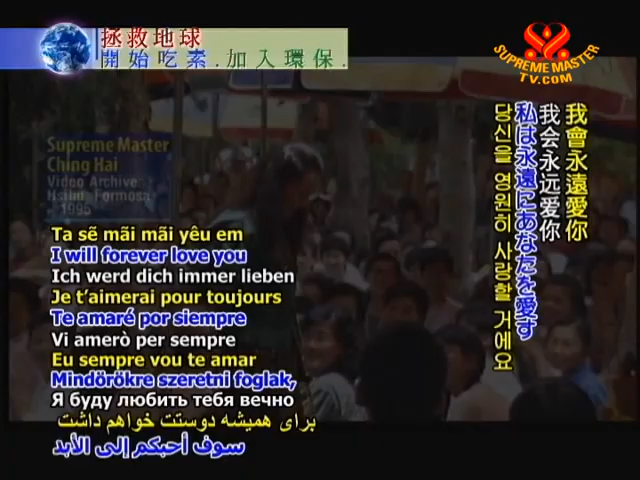 拯救地球
開始吃素.加入環保.
SUPREME MASTER
TV.COM
Supreme Master
Ching Hai
Video Archive:
Hsihu, Formosa
1995
Ta sẽ mãi mãi yêu em
I will forever love you
Ich werd dich immer lieben
Je t'aimerai pour toujours
Te amaré por siempre
Vi amerò per sempre
Eu sempre vou te amar
Mindörökre szeretni foglak,
Я буду любить тебя вечно
برای همیشه دوستت خواهم داشت
سوف أحبكم إلى الأبد
我會永遠愛你
我会永远爱你
私は永遠にあなたを愛す
당신을 영원히 사랑할 거에요